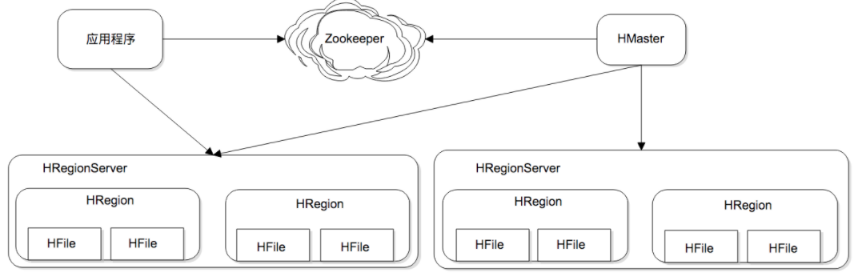 应用程序
Zookeeper
HMaster
HRegionServer
HRegion
HFile
HFile
HRegion
HFile
HFile
HRegionServer
HRegion
HFile
HFile
HRegion
HFile
HFile